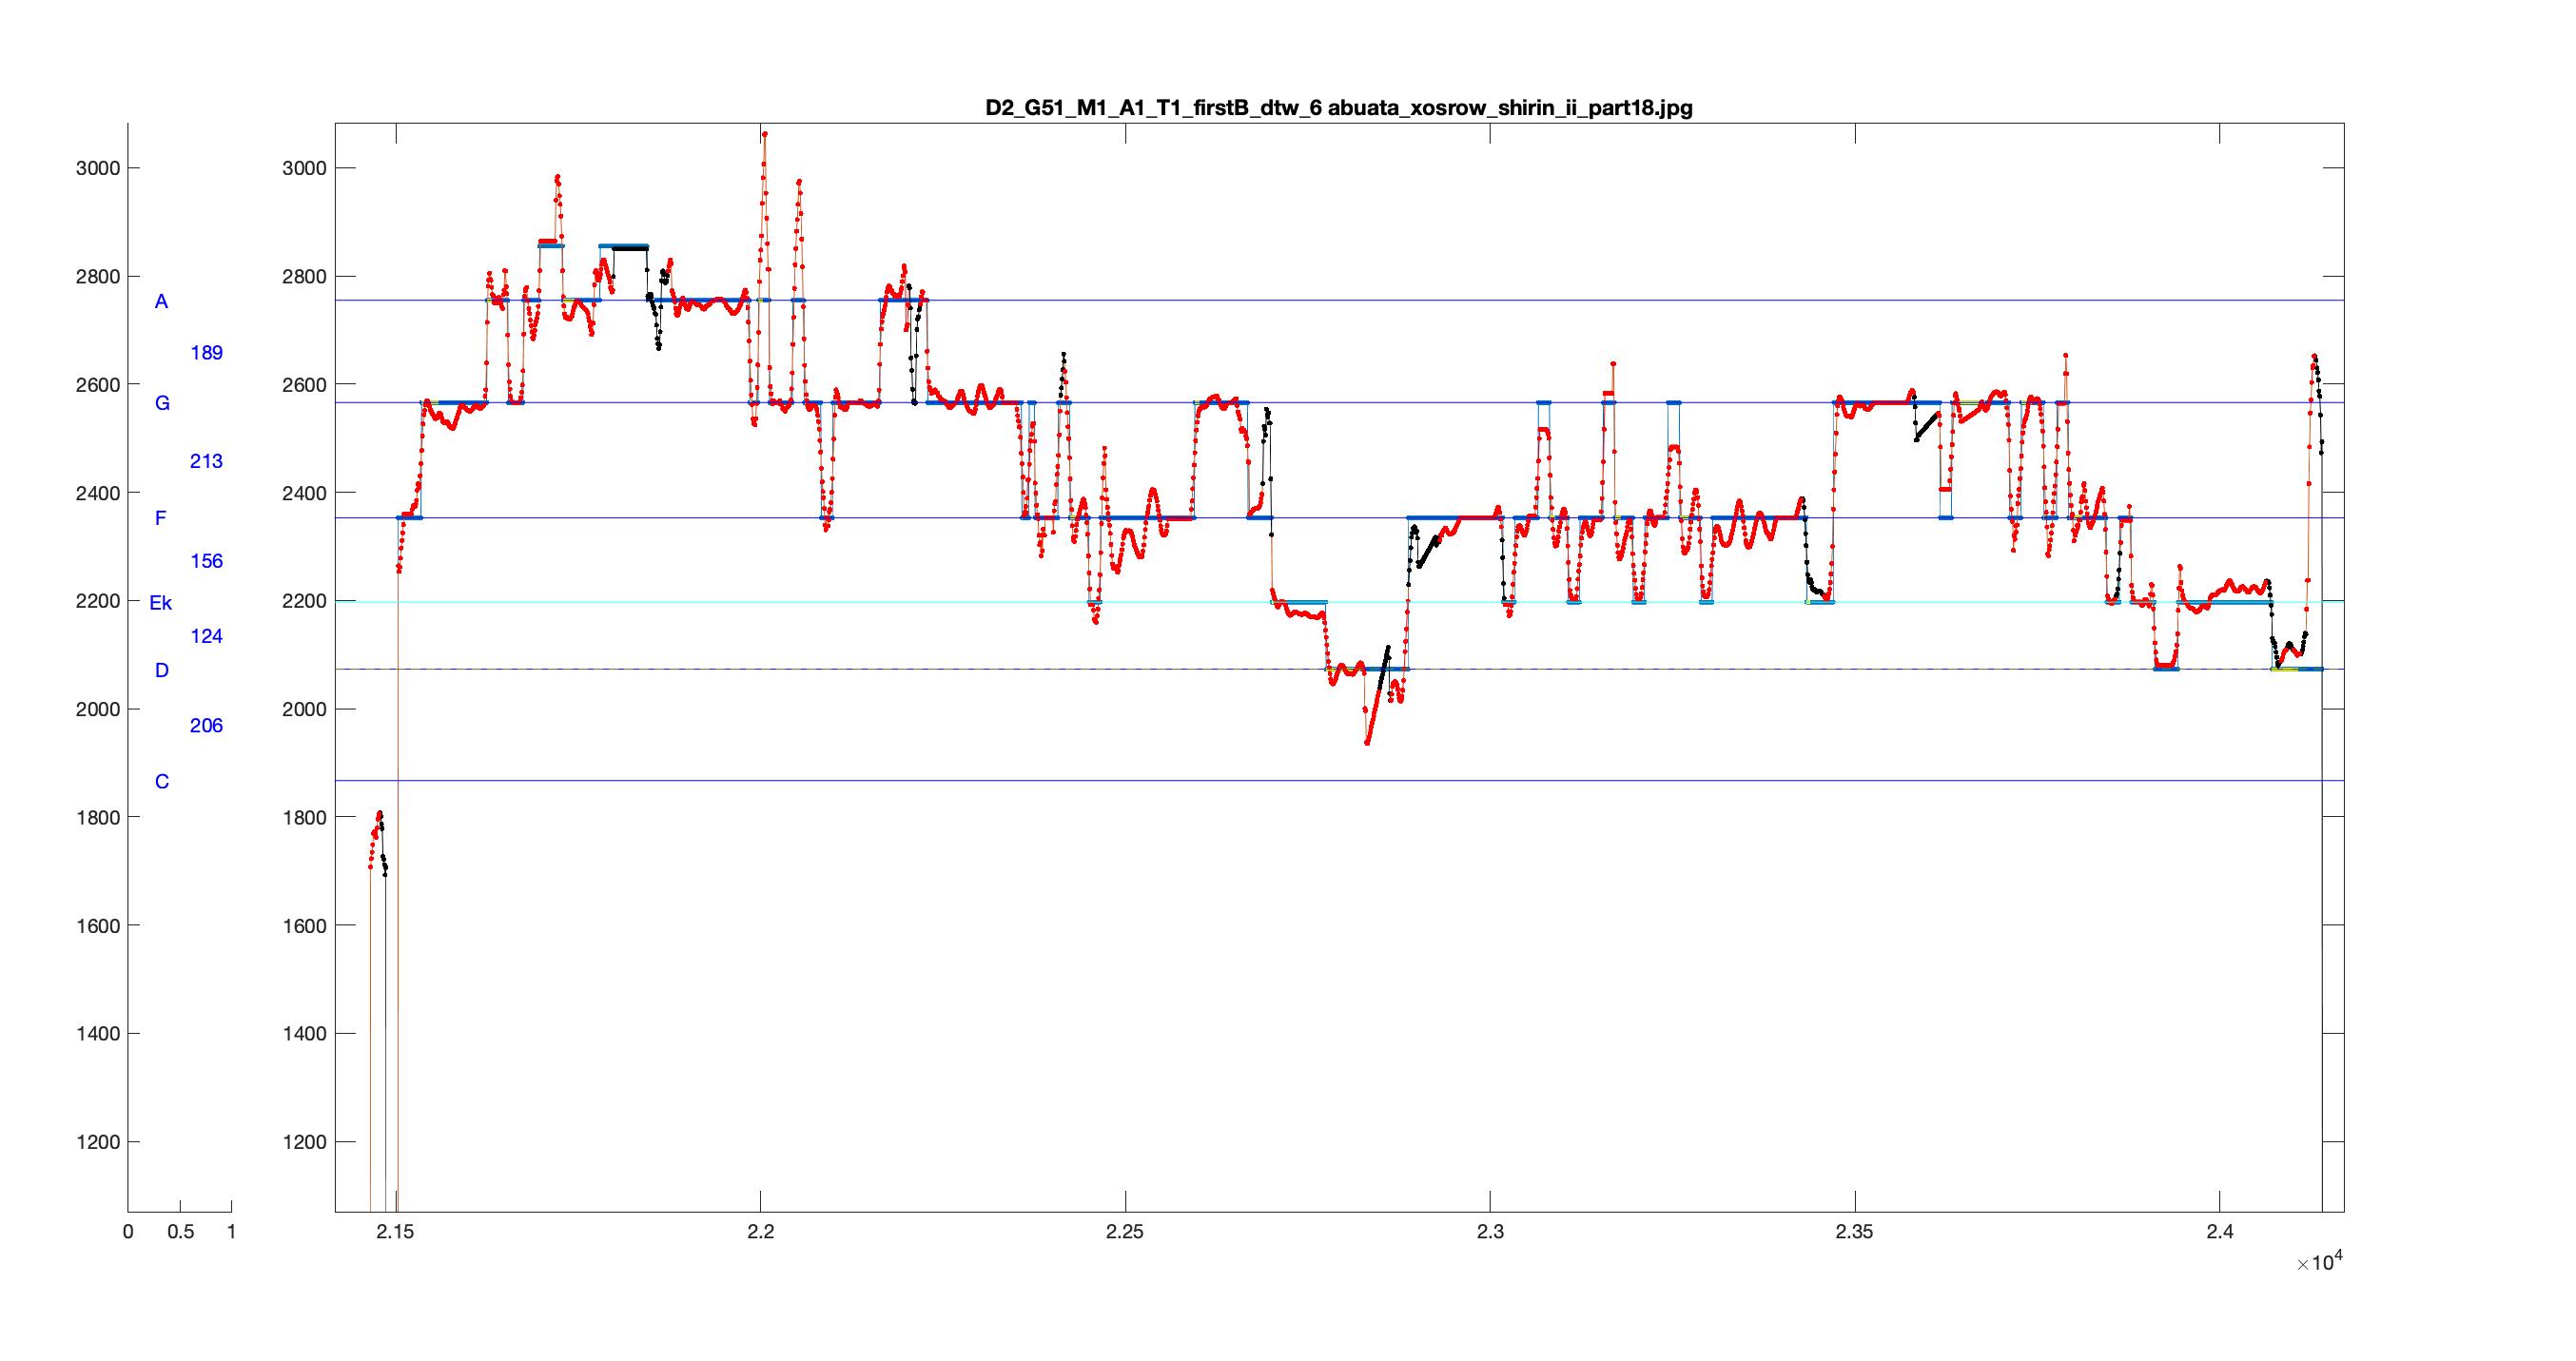 D2_G51_M1_A1_T1_firstB_dtw_6 abuata_xosrow_shirin_ii_part18.jpg
3000 3000
2800 2800
A
189
2600 2600
G
213
2400 2400
F
156
2200 Ek 2200
124
D
2000 2000
206
C
1800 1800
1600 1600
1400 1400
1200 1200
0 0.5 1 2.15 2.2 2.25 2.3 2.35 2.4
×10⁴